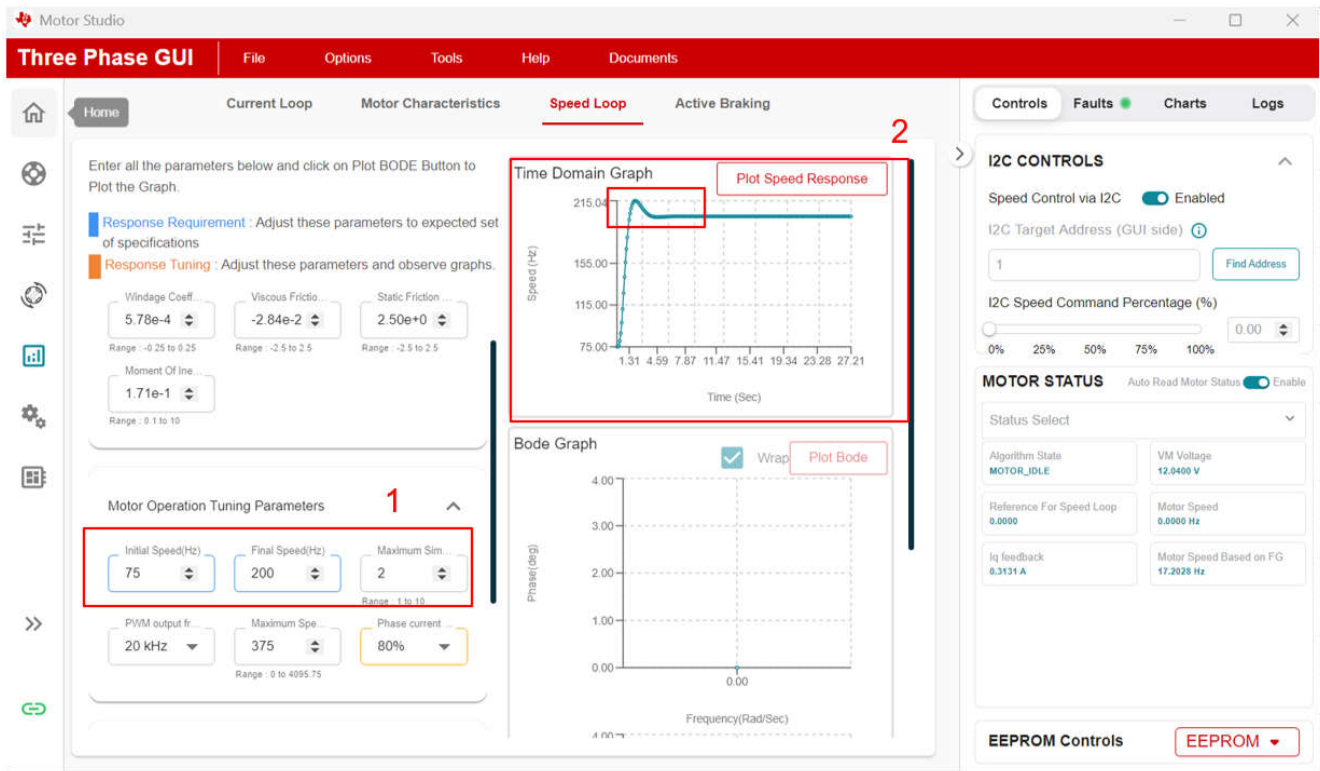 Motor Studio
Three Phase GUI
File
Options
Tools
Help
Documents
Home
Current Loop
Motor Characteristics
Speed Loop
Active Braking
Enter all the parameters below and click on Plot BODE Button to
Plot the Graph.
Response Requirement : Adjust these parameters to expected set
of specifications
Response Tuning : Adjust these parameters and observe graphs.
Windage Coeff...
Viscous Frictio...
Static Friction ...
5.78e-4
-2.84e-2
2.50e+0
Range : -0.25 to 0.25
Range : -2.5 to 2.5
Range : -2.5 to 2.5
Moment Of Ine...
1.71e-1
Range : 0.1 to 10
1
Motor Operation Tuning Parameters
Initial Speed(Hz)
Final Speed(Hz)
Maximum Sim...
75
200
2
Range : 1 to 10
PWM output fr...
Maximum Spe...
Phase current ...
20 kHz
375
80%
Range : 0 to 4095.75
2
Time Domain Graph
Plot Speed Response
215.04
155.00
115.00
75.00
Speed (Hz)
1.31 4.59 7.87 11.47 15.41 19.34 23.28 27.21
Time (Sec)
Bode Graph
Wrap
Plot Bode
4.00
3.00
2.00
1.00
0.00
Phase(deg)
0.00
Frequency(Rad/Sec)
4.00
Controls
Faults
Charts
Logs
I2C CONTROLS
Speed Control via I2C
Enabled
I2C Target Address (GUI side)
1
Find Address
I2C Speed Command Percentage (%)
0.00
0% 25% 50% 75% 100%
MOTOR STATUS
Auto Read Motor Status
Enable
Status Select
Algorithm State
MOTOR_IDLE
VM Voltage
12.0400 V
Reference For Speed Loop
0.0000
Motor Speed
0.0000 Hz
Iq feedback
0.3131 A
Motor Speed Based on FG
17.2028 Hz
EEPROM Controls
EEPROM